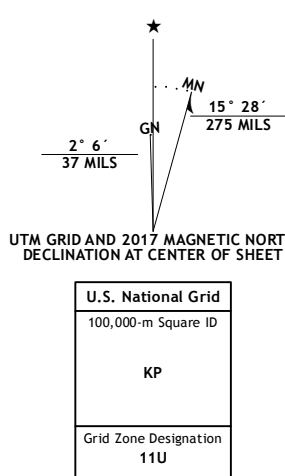 ★
MN
15° 28´
275 MILS
GN
2° 6´
37 MILS
UTM GRID AND 2017 MAGNETIC NORT
DECLINATION AT CENTER OF SHEET
U.S. National Grid
100,000-m Square ID
KP
Grid Zone Designation
11U